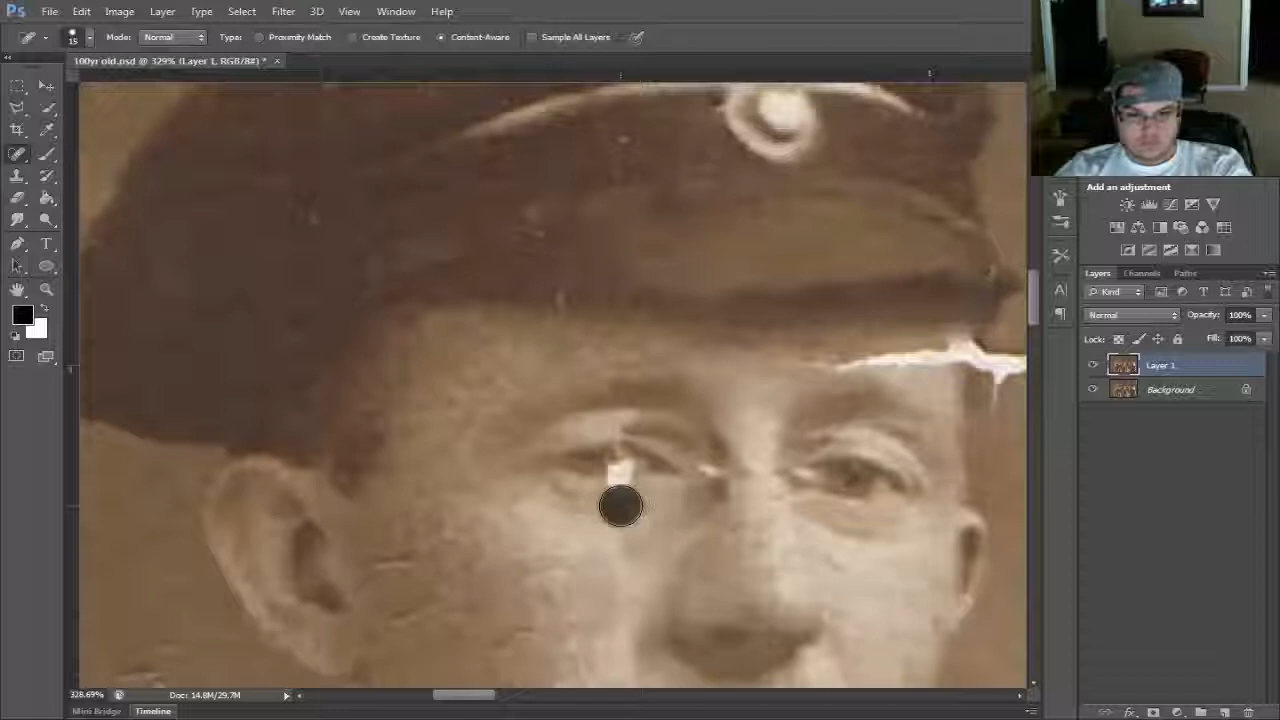 Ps File Edit Image Layer Type Select Filter 3D View Window Help
15 Mode: Normal Type: Proximity Match Create Texture Content-Aware Sample All Layers
100yr old.psd @ 329% (Layer 1, RGB/8#) * ×
Add an adjustment
Layers Channels Paths
Kind
Normal Opacity: 100%
Lock: Fill: 100%
Layer 1
Background
328.69% Doc: 14.8M/29.7M
Mini Bridge Timeline